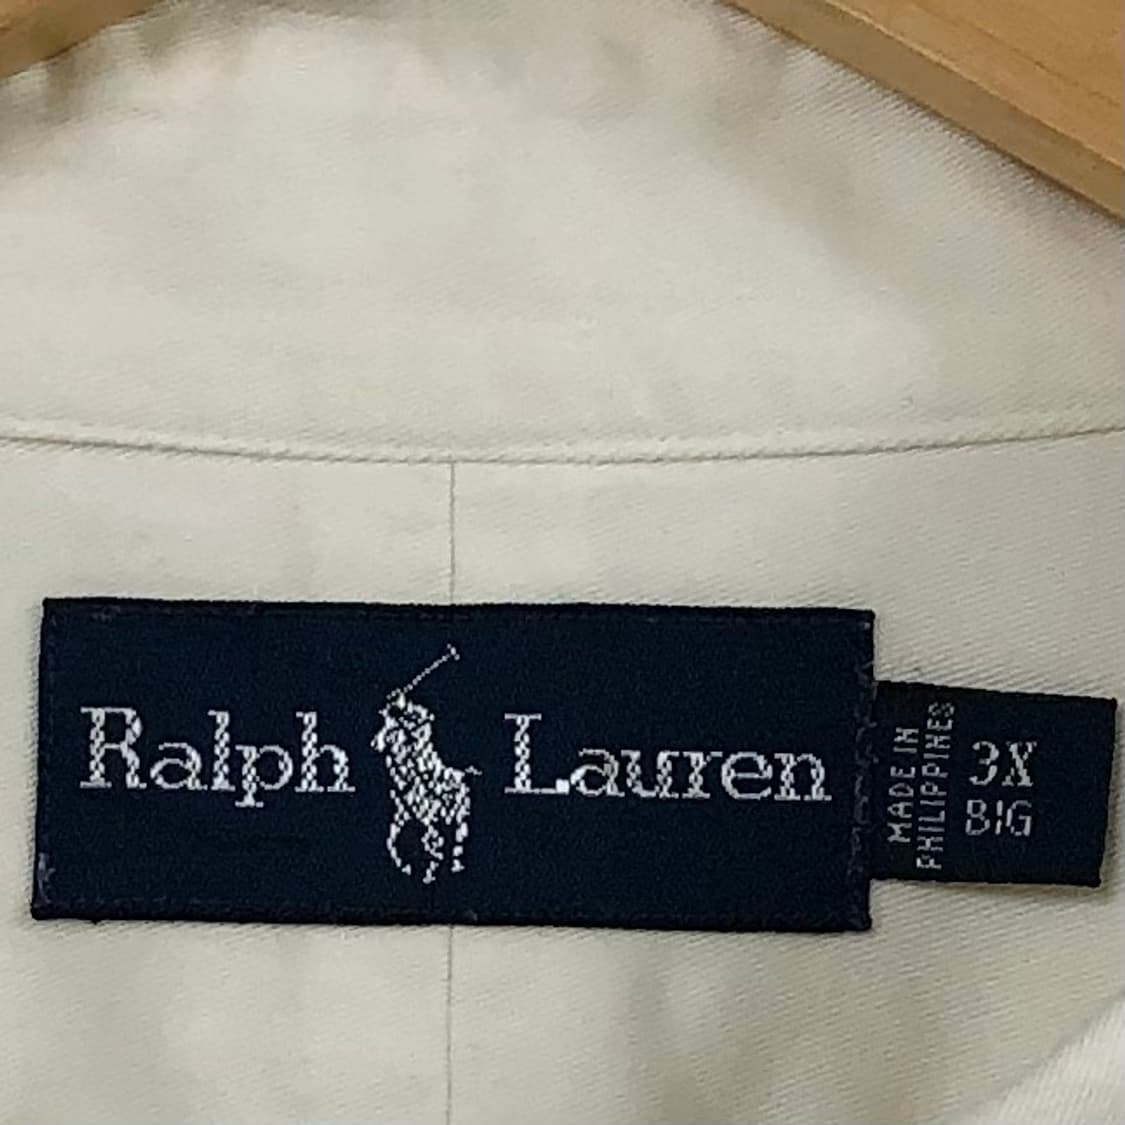 Ralph Lauren
MADE IN
PHILIPPINES
3X
BIG